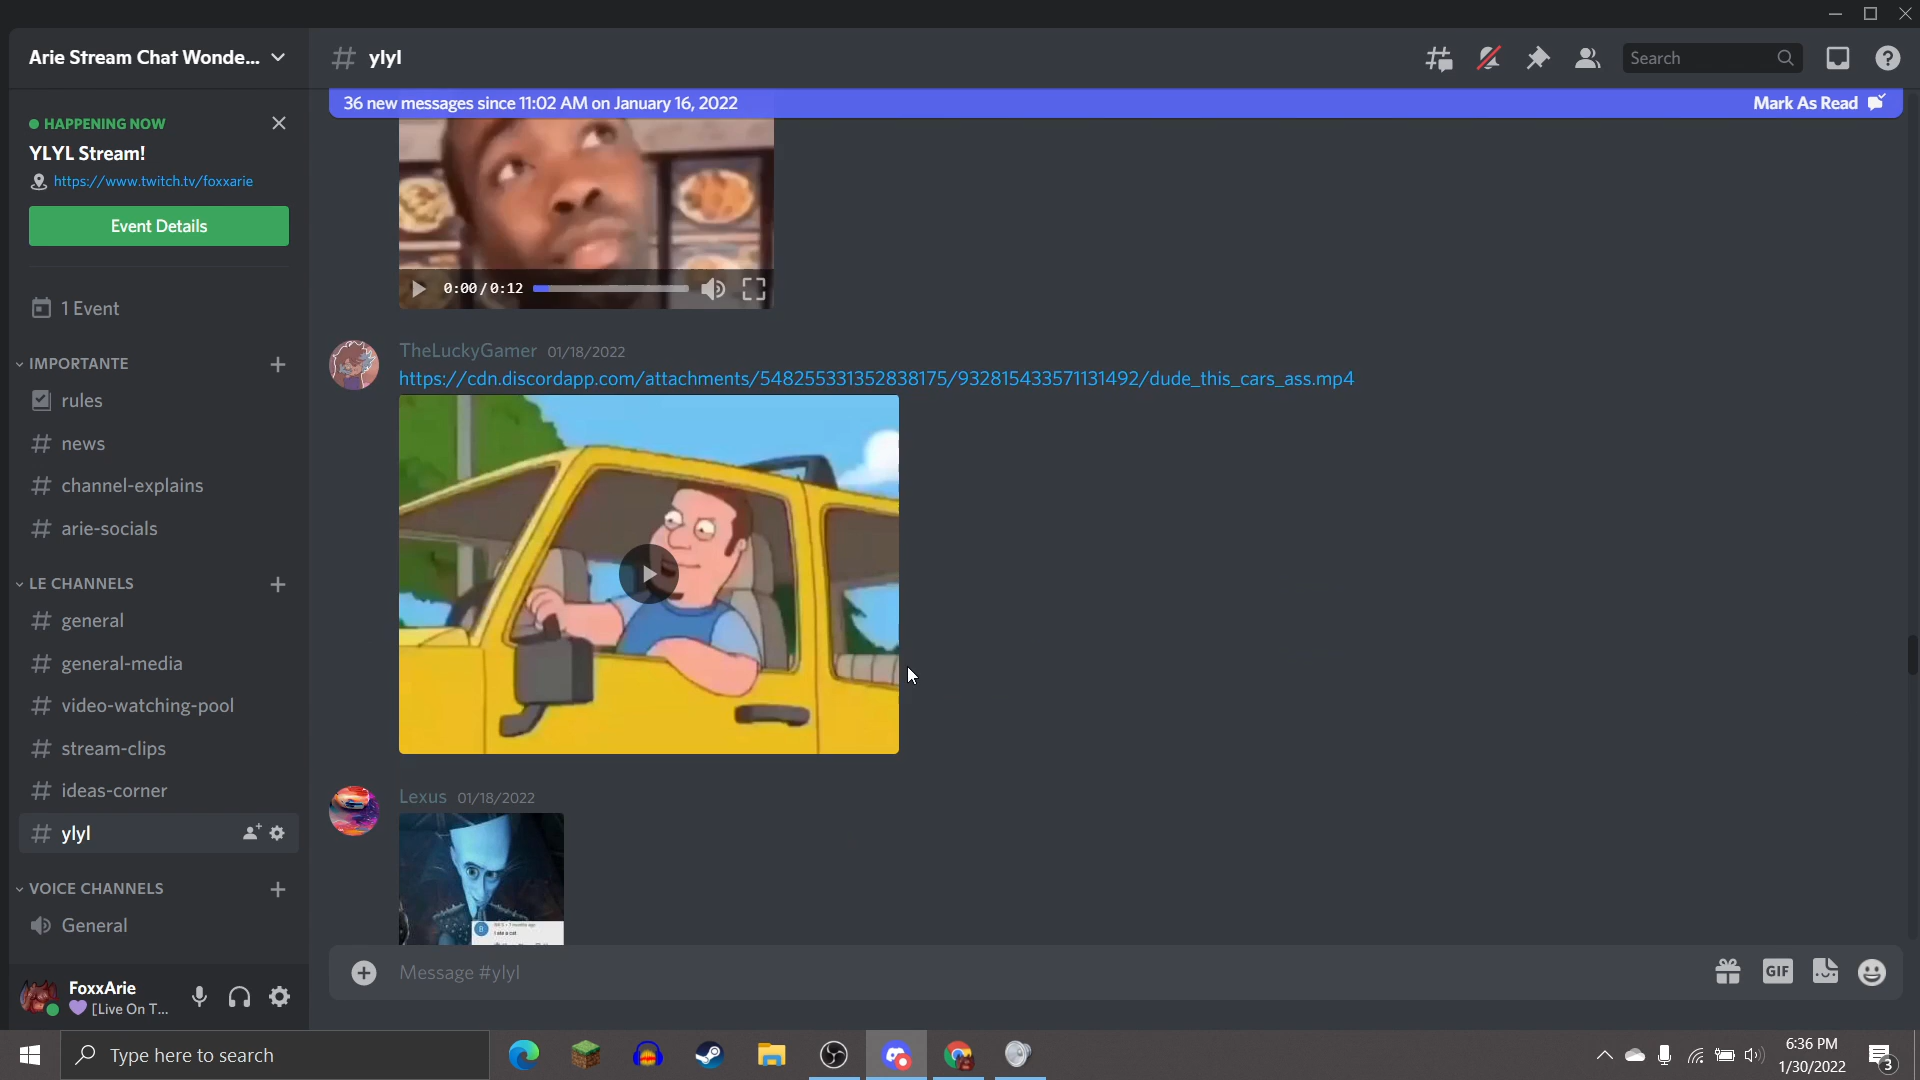 Arie Stream Chat Wonde...
ylyl
Search
36 new messages since 11:02 AM on January 16, 2022
Mark As Read
HAPPENING NOW
YLYL Stream!
https://www.twitch.tv/foxxarie
Event Details
1 Event
IMPORTANTE
rules
news
channel-explains
arie-socials
LE CHANNELS
general
general-media
video-watching-pool
stream-clips
ideas-corner
ylyl
VOICE CHANNELS
General
FoxxArie
[Live On T...
0:00/0:12
TheLuckyGamer 01/18/2022
https://cdn.discordapp.com/attachments/548255331352838175/932815433571131492/dude_this_cars_ass.mp4
Lexus 01/18/2022
I ate a cat
Message #ylyl
GIF
Type here to search
6:36 PM
1/30/2022
3